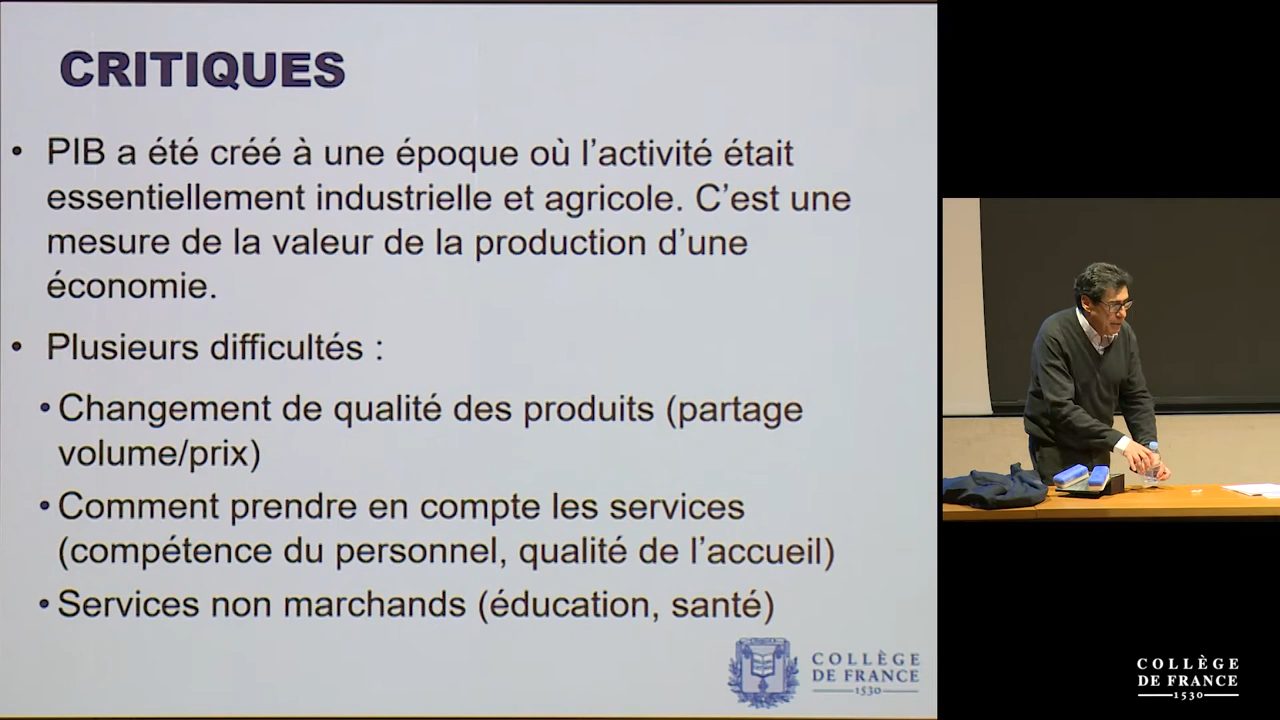 CRITIQUES
• PIB a été créé à une époque où l’activité était
essentiellement industrielle et agricole. C’est une
mesure de la valeur de la production d’une
économie.
• Plusieurs difficultés :
• Changement de qualité des produits (partage
volume/prix)
• Comment prendre en compte les services
(compétence du personnel, qualité de l’accueil)
• Services non marchands (éducation, santé)
COLLÈGE
DE FRANCE
1530
COLLÈGE
DE FRANCE
1530